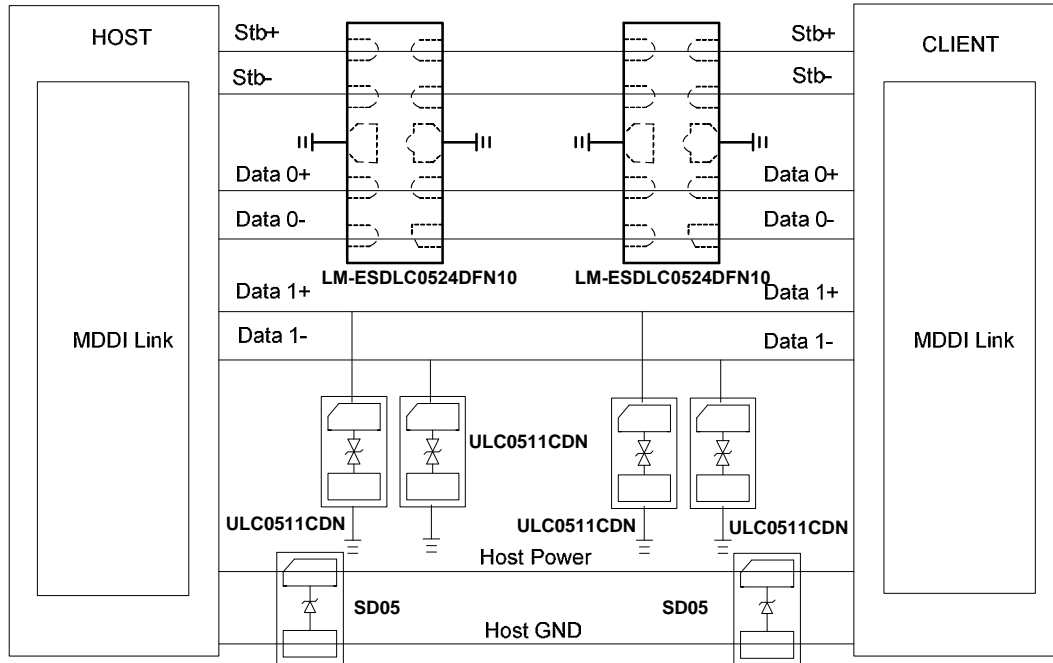 HOST
CLIENT
Stb+
Stb+
Stb-
Stb-
Data 0+
Data 0+
Data 0-
Data 0-
LM-ESDLC0524DFN10
LM-ESDLC0524DFN10
Data 1+
Data 1+
MDDI Link
Data 1-
Data 1-
MDDI Link
ULC0511CDN
ULC0511CDN
ULC0511CDN
ULC0511CDN
Host Power
SD05
SD05
Host GND